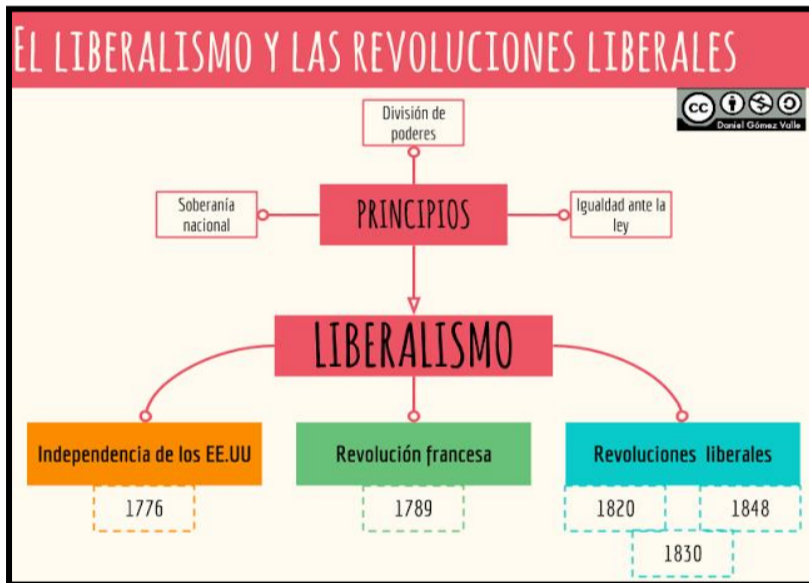 EL LIBERALISMO Y LAS REVOLUCIONES LIBERALES
cc
Daniel Gómez Valle
División de
poderes
Soberanía
nacional
PRINCIPIOS
Igualdad ante la
ley
LIBERALISMO
Independencia de los EE.UU
Revolución francesa
Revoluciones liberales
1776
1789
1820
1848
1830